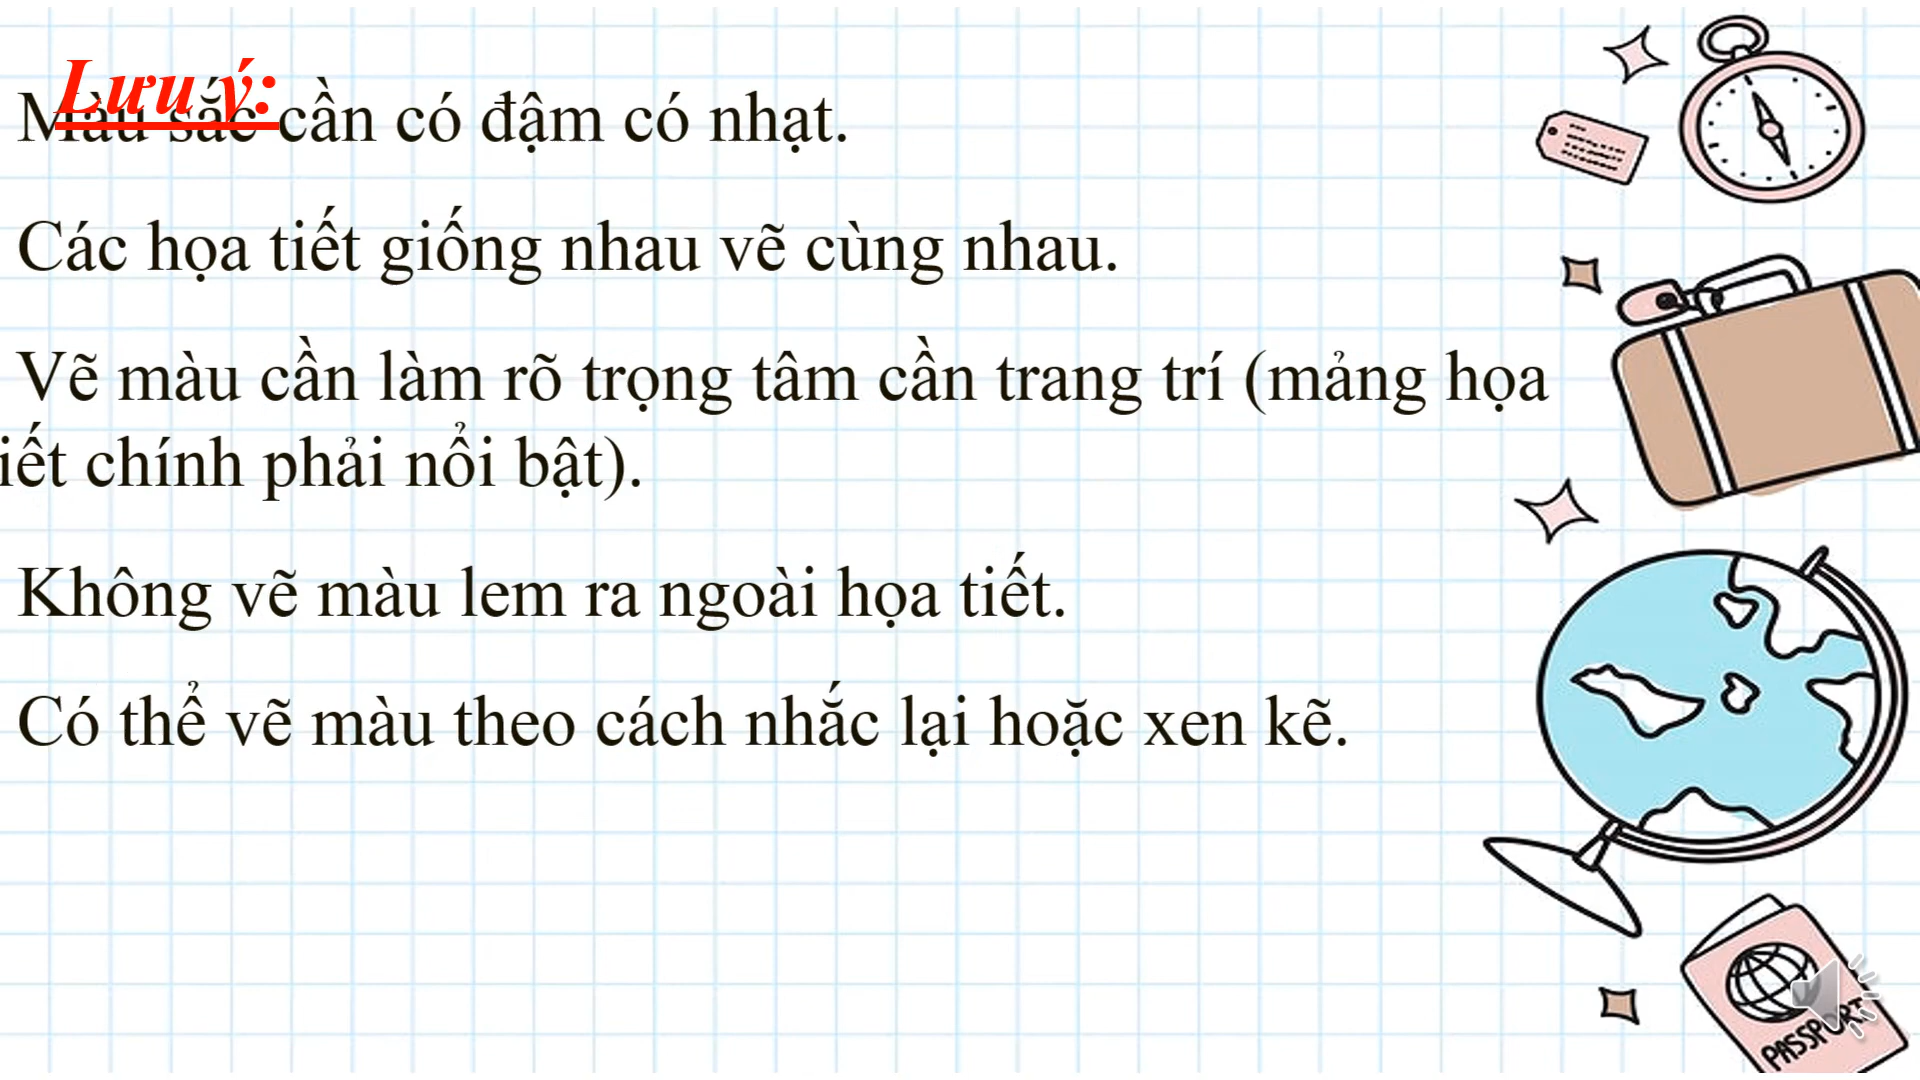 Lưu ý:
Màu sắc cần có đậm có nhạt.
Các họa tiết giống nhau vẽ cùng nhau.
Vẽ màu cần làm rõ trọng tâm cần trang trí (mảng họa
iết chính phải nổi bật).
Không vẽ màu lem ra ngoài họa tiết.
Có thể vẽ màu theo cách nhắc lại hoặc xen kẽ.
PASSPORT